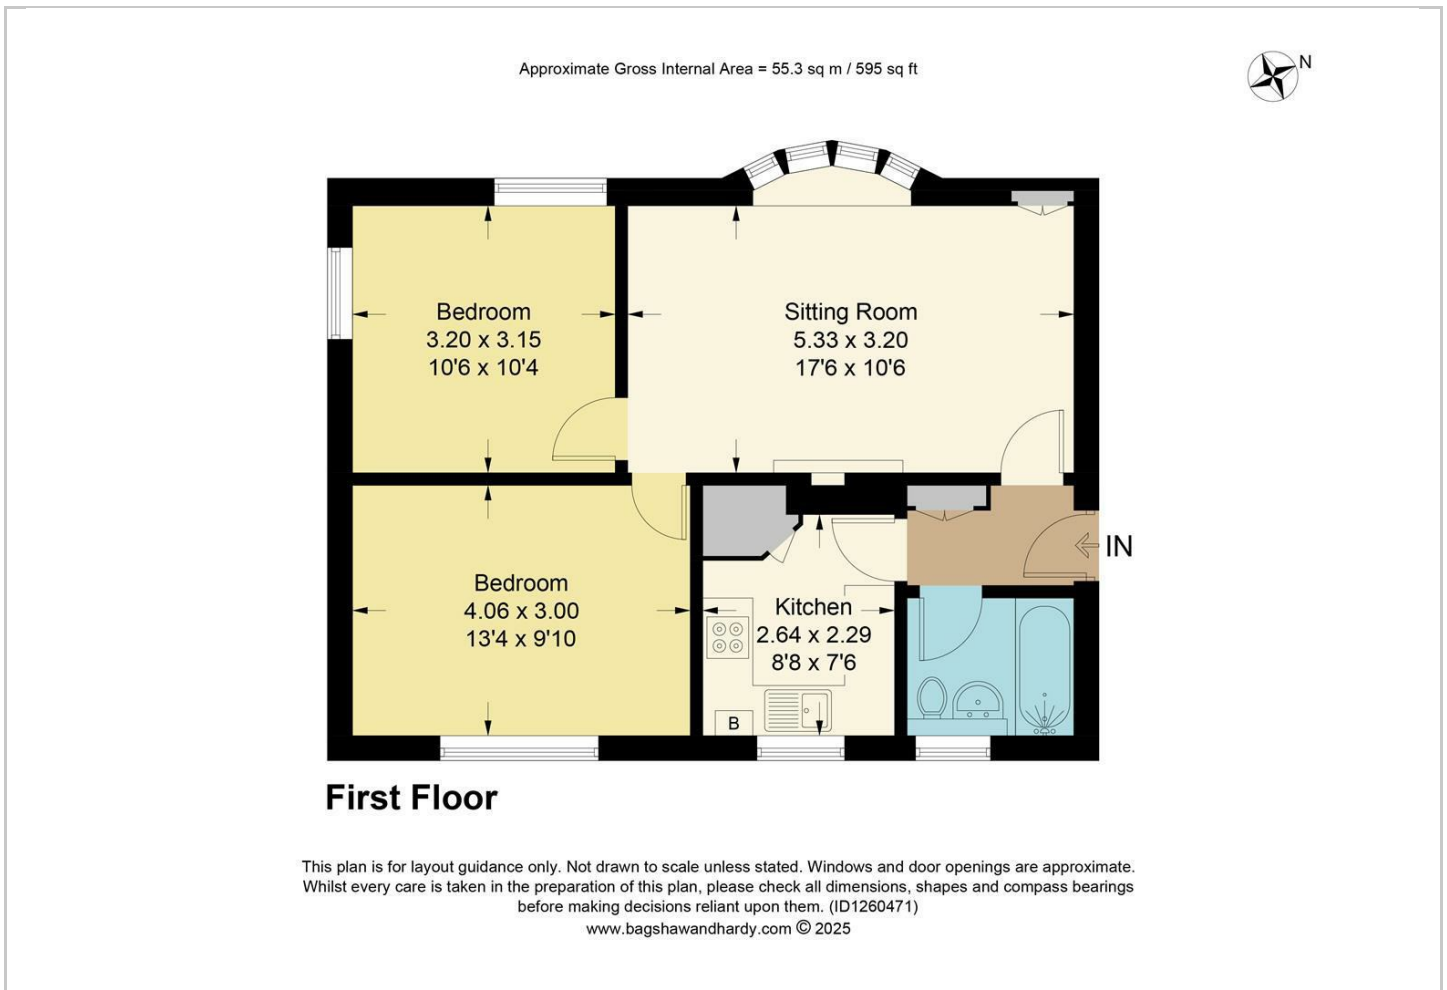 Approximate Gross Internal Area = 55.3 sq m / 595 sq ft
N
Bedroom
3.20 x 3.15
10'6 x 10'4
Sitting Room
5.33 x 3.20
17'6 x 10'6
IN
Bedroom
4.06 x 3.00
13'4 x 9'10
Kitchen
2.64 x 2.29
8'8 x 7'6
B
First Floor
This plan is for layout guidance only. Not drawn to scale unless stated. Windows and door openings are approximate.
Whilst every care is taken in the preparation of this plan, please check all dimensions, shapes and compass bearings
before making decisions reliant upon them. (ID1260471)
www.bagshawandhardy.com © 2025